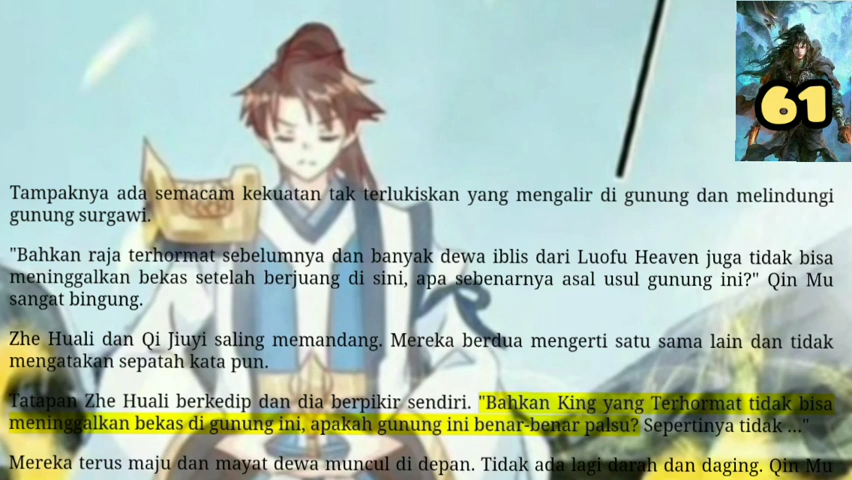 61
Tampaknya ada semacam kekuatan tak terlukiskan yang mengalir di gunung dan melindungi
gunung surgawi.
"Bahkan raja terhormat sebelumnya dan banyak dewa iblis dari Luofu Heaven juga tidak bisa
meninggalkan bekas setelah berjuang di sini, apa sebenarnya asal usul gunung ini?" Qin Mu
sangat bingung.
Zhe Huali dan Qi Jiuyi saling memandang. Mereka berdua mengerti satu sama lain dan tidak
mengatakan sepatah kata pun.
Tatapan Zhe Huali berkedip dan dia berpikir sendiri. "Bahkan King yang Terhormat tidak bisa
meninggalkan bekas di gunung ini, apakah gunung ini benar-benar palsu? Sepertinya tidak ..."
Mereka terus maju dan mayat dewa muncul di depan. Tidak ada lagi darah dan daging. Qin Mu